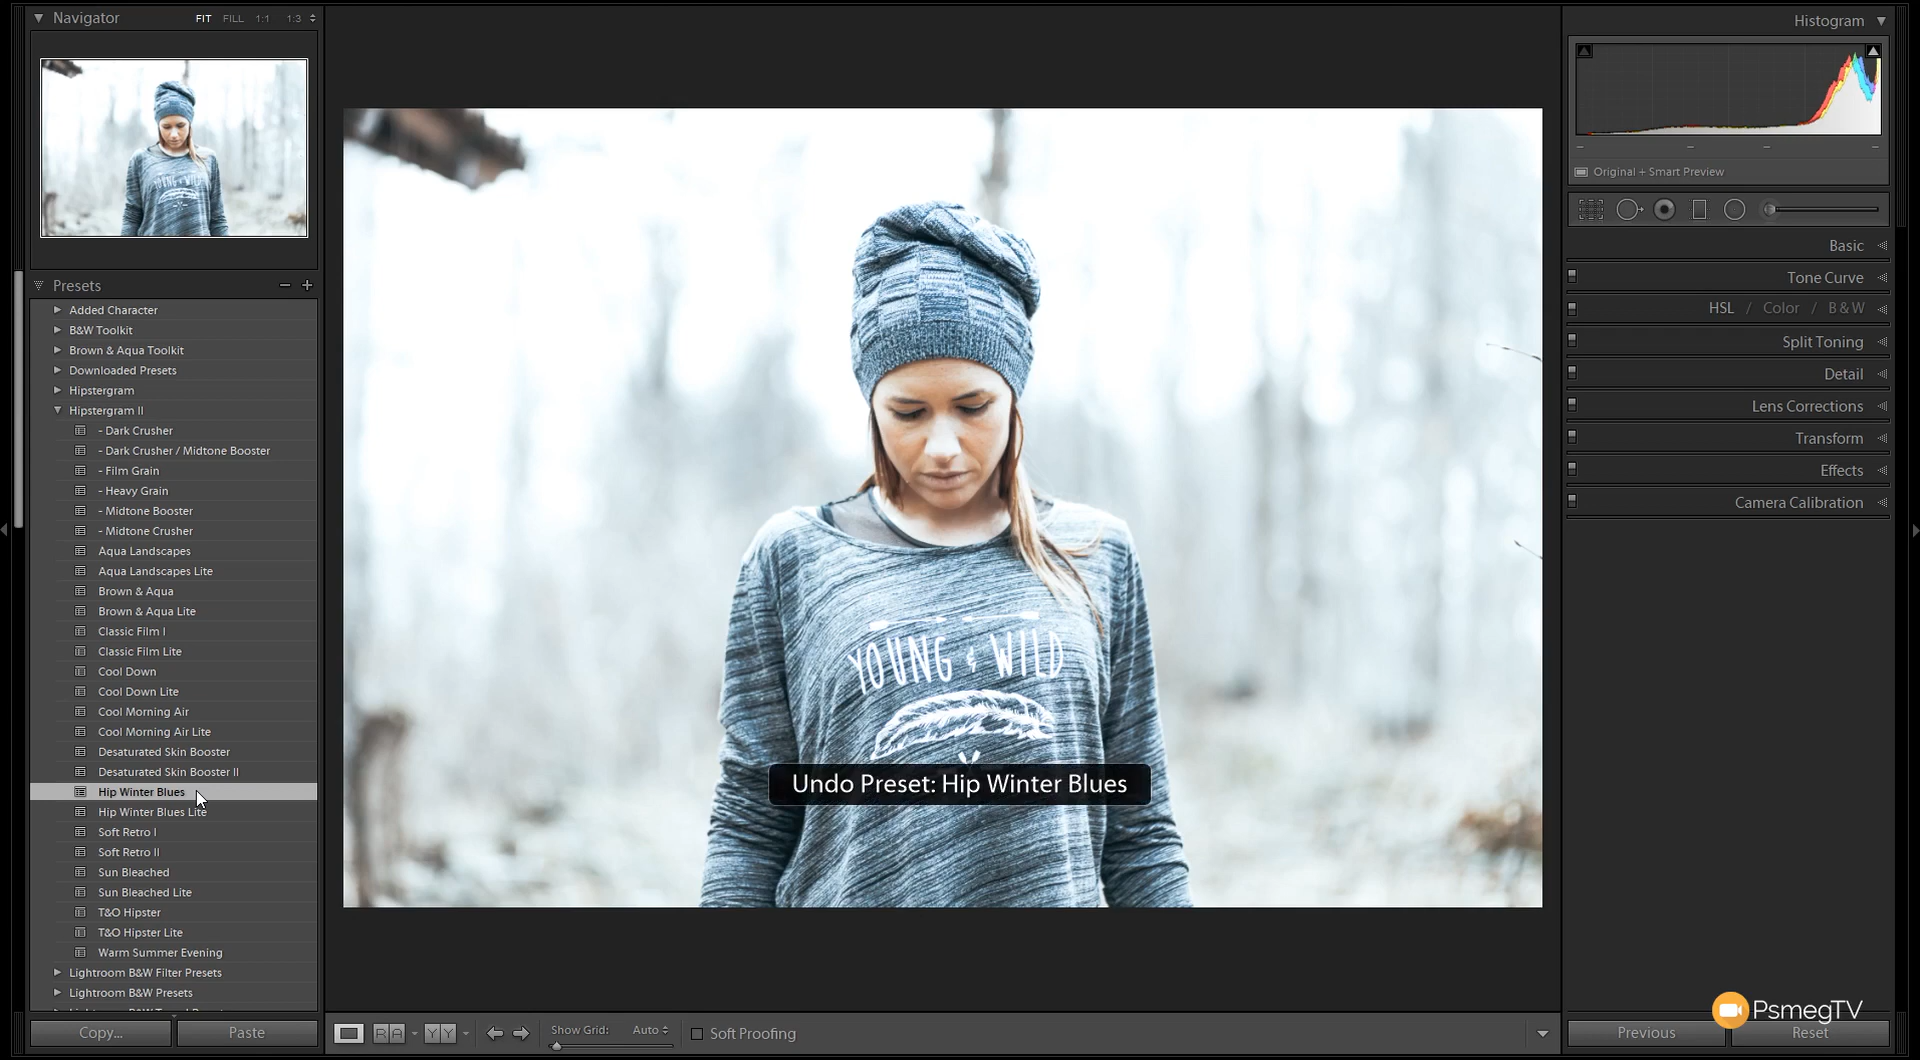 Navigator
FIT FILL 1:1 1:3
Presets
Added Character
B&W Toolkit
Brown & Aqua Toolkit
Downloaded Presets
Hipstergram
Hipstergram II
- Dark Crusher
- Dark Crusher / Midtone Booster
- Film Grain
- Heavy Grain
- Midtone Booster
- Midtone Crusher
Aqua Landscapes
Aqua Landscapes Lite
Brown & Aqua
Brown & Aqua Lite
Classic Film I
Classic Film Lite
Cool Down
Cool Down Lite
Cool Morning Air
Cool Morning Air Lite
Desaturated Skin Booster
Desaturated Skin Booster II
Hip Winter Blues
Hip Winter Blues Lite
Soft Retro I
Soft Retro II
Sun Bleached
Sun Bleached Lite
T&O Hipster
T&O Hipster Lite
Warm Summer Evening
Lightroom B&W Filter Presets
Lightroom B&W Presets
Copy... Paste
YOUNG & WILD
Undo Preset: Hip Winter Blues
R A Y Y Show Grid: Auto Soft Proofing
Histogram
Original + Smart Preview
Basic
Tone Curve
HSL / Color / B & W
Split Toning
Detail
Lens Corrections
Transform
Effects
Camera Calibration
PsmegTV
Previous Reset